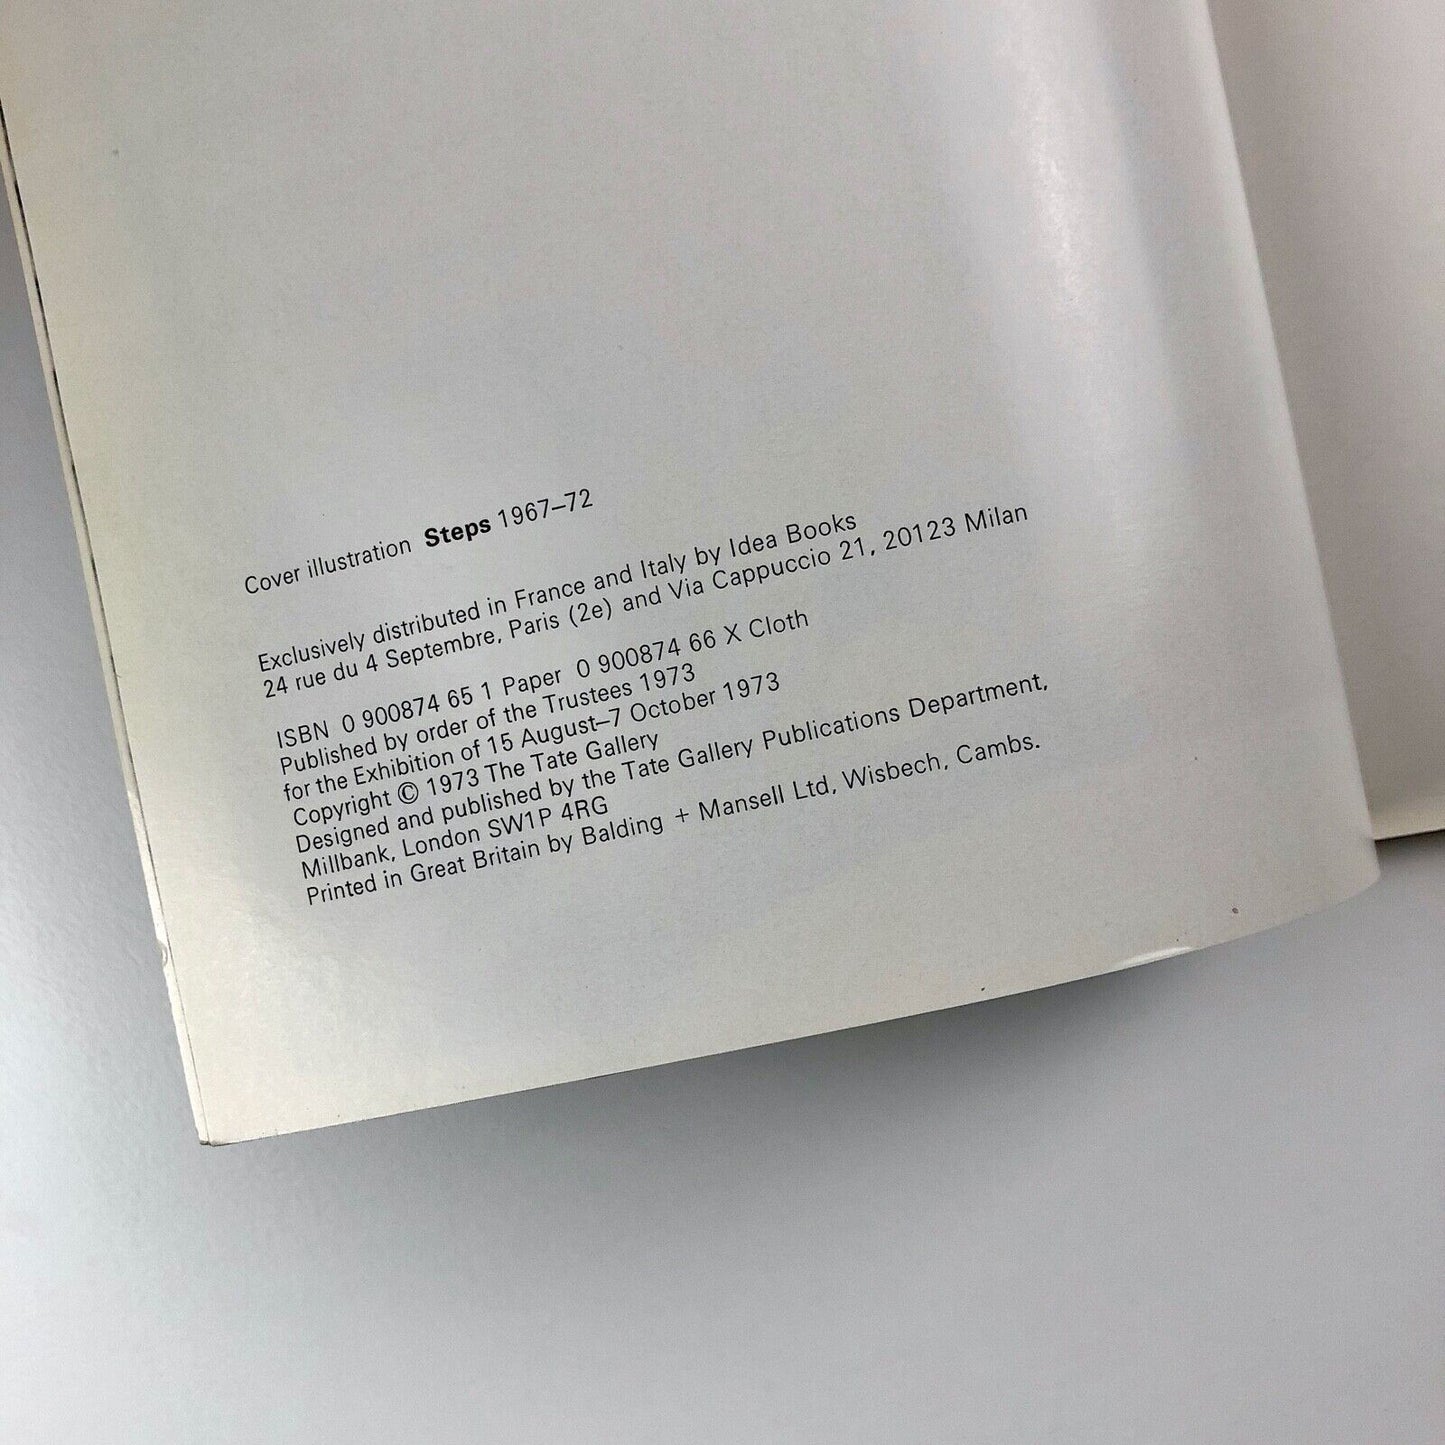 Cover illustration Steps 1967–72
Exclusively distributed in France and Italy by Idea Books
24 rue du 4 Septembre, Paris (2e) and Via Cappuccio 21, 20123 Milan
ISBN 0 900874 65 1 Paper 0 900874 66 X Cloth
Published by order of the Trustees 1973
for the Exhibition of 15 August–7 October 1973
Copyright © 1973 The Tate Gallery
Designed and published by the Tate Gallery Publications Department,
Millbank, London SW1P 4RG
Printed in Great Britain by Balding + Mansell Ltd, Wisbech, Cambs.